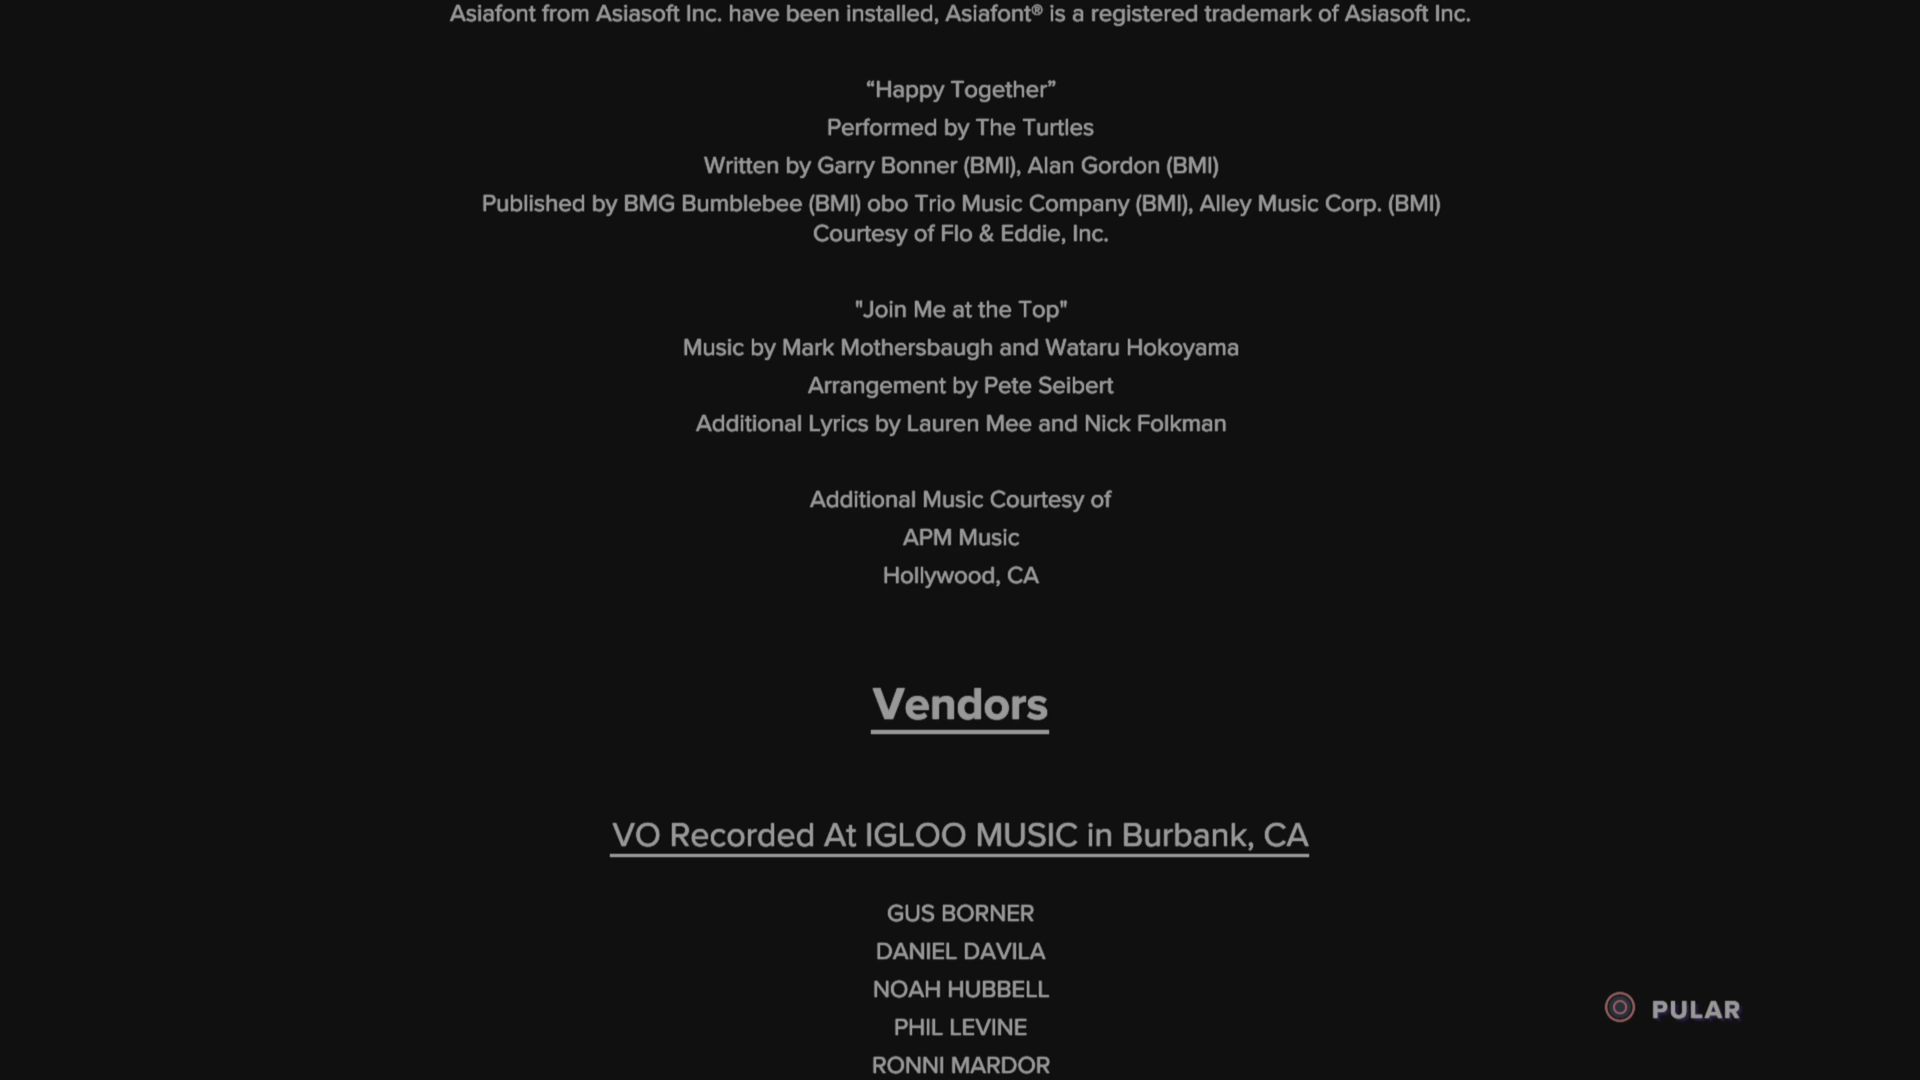 Asiafont from Asiasoft Inc. have been installed, Asiafont® is a registered trademark of Asiasoft Inc.
“Happy Together”
Performed by The Turtles
Written by Garry Bonner (BMI), Alan Gordon (BMI)
Published by BMG Bumblebee (BMI) obo Trio Music Company (BMI), Alley Music Corp. (BMI)
Courtesy of Flo & Eddie, Inc.
"Join Me at the Top"
Music by Mark Mothersbaugh and Wataru Hokoyama
Arrangement by Pete Seibert
Additional Lyrics by Lauren Mee and Nick Folkman
Additional Music Courtesy of
APM Music
Hollywood, CA
Vendors
VO Recorded At IGLOO MUSIC in Burbank, CA
GUS BORNER
DANIEL DAVILA
NOAH HUBBELL
PHIL LEVINE
RONNI MARDOR
PULAR